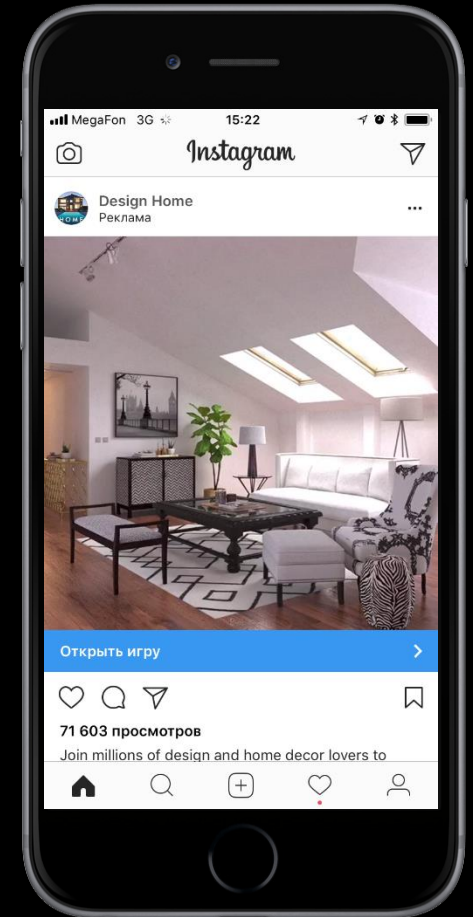 MegaFon 3G 15:22
Instagram
HOME
Design Home
Реклама
Открыть игру
71 603 просмотров
Join millions of design and home decor lovers to